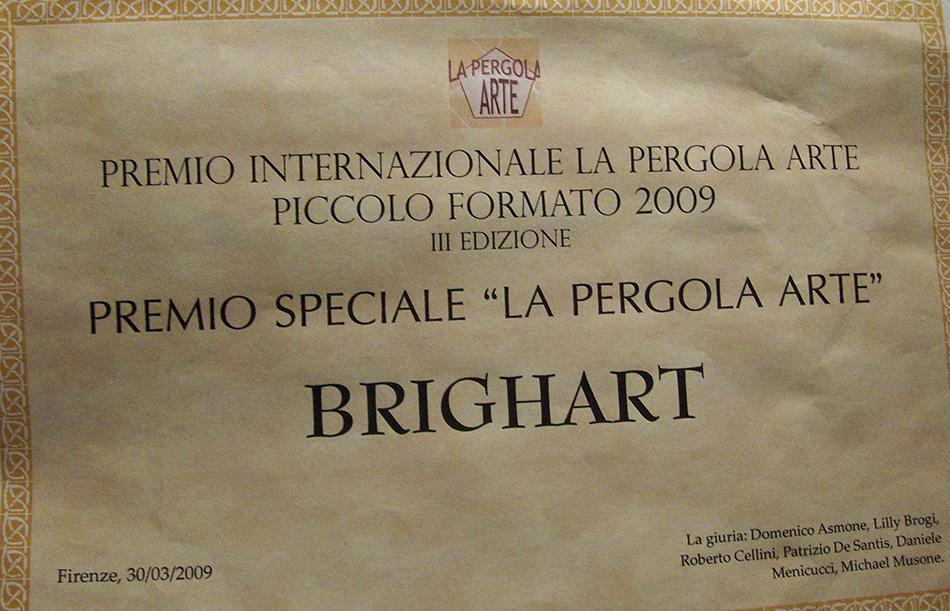 LA PERGOLA
ARTE
PREMIO INTERNAZIONALE LA PERGOLA ARTE
PICCOLO FORMATO 2009
III EDIZIONE
PREMIO SPECIALE “LA PERGOLA ARTE”
BRIGHART
Firenze, 30/03/2009
La giuria: Domenico Asmone, Lilly Brogi,
Roberto Cellini, Patrizio De Santis, Daniele
Menicucci, Michael Musone.